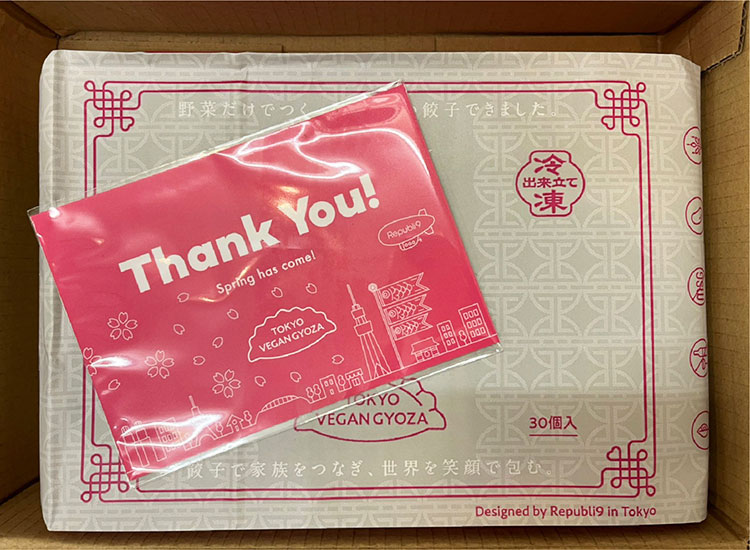 野菜だけでつく
の餃子できました。
冷
出来立て
凍
Thank You!
Spring has come!
Republi9
TOKYO
VEGAN GYOZA
TOKYO
VEGAN GYOZA
30個入
餃子で家族をつなぎ、世界を笑顔で包む。
Designed by Republi9 in Tokyo